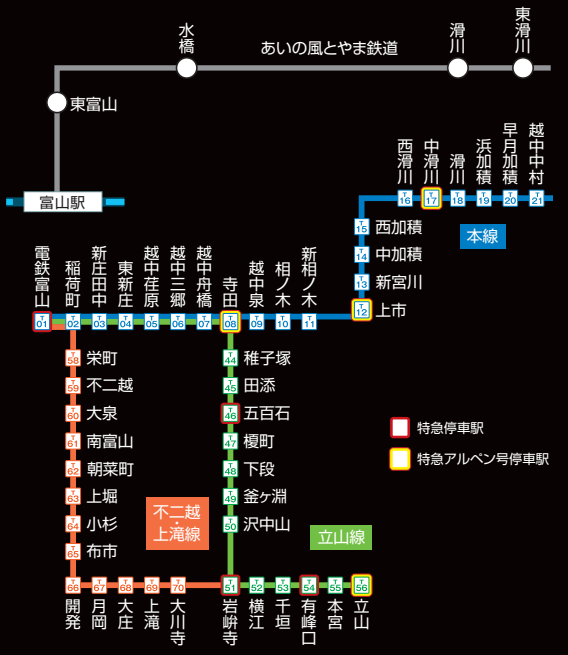 水橋
あいの風とやま鉄道
滑川
東滑川
東富山
富山駅
西滑川
中滑川
滑川
浜加積
早月加積
越中中村
T16
T17
T18
T19
T20
T21
本線
T15 西加積
T14 中加積
T13 新宮川
T12 上市
電鉄富山
稲荷町
新庄田中
東新庄
越中荏原
越中三郷
越中舟橋
寺田
越中泉
相ノ木
新相ノ木
T01
T02
T03
T04
T05
T06
T07
T08
T09
T10
T11
T58 栄町
T59 不二越
T60 大泉
T61 南富山
T62 朝菜町
T63 上堀
T64 小杉
T65 布市
T44 稚子塚
T45 田添
T46 五百石
T47 榎町
T48 下段
T49 釜ヶ淵
T50 沢中山
特急停車駅
特急アルペン号停車駅
不二越
・
上滝線
立山線
T66
T67
T68
T69
T70
T51
T52
T53
T54
T55
T56
開発
月岡
大庄
上滝
大川寺
岩峅寺
横江
千垣
有峰口
本宮
立山